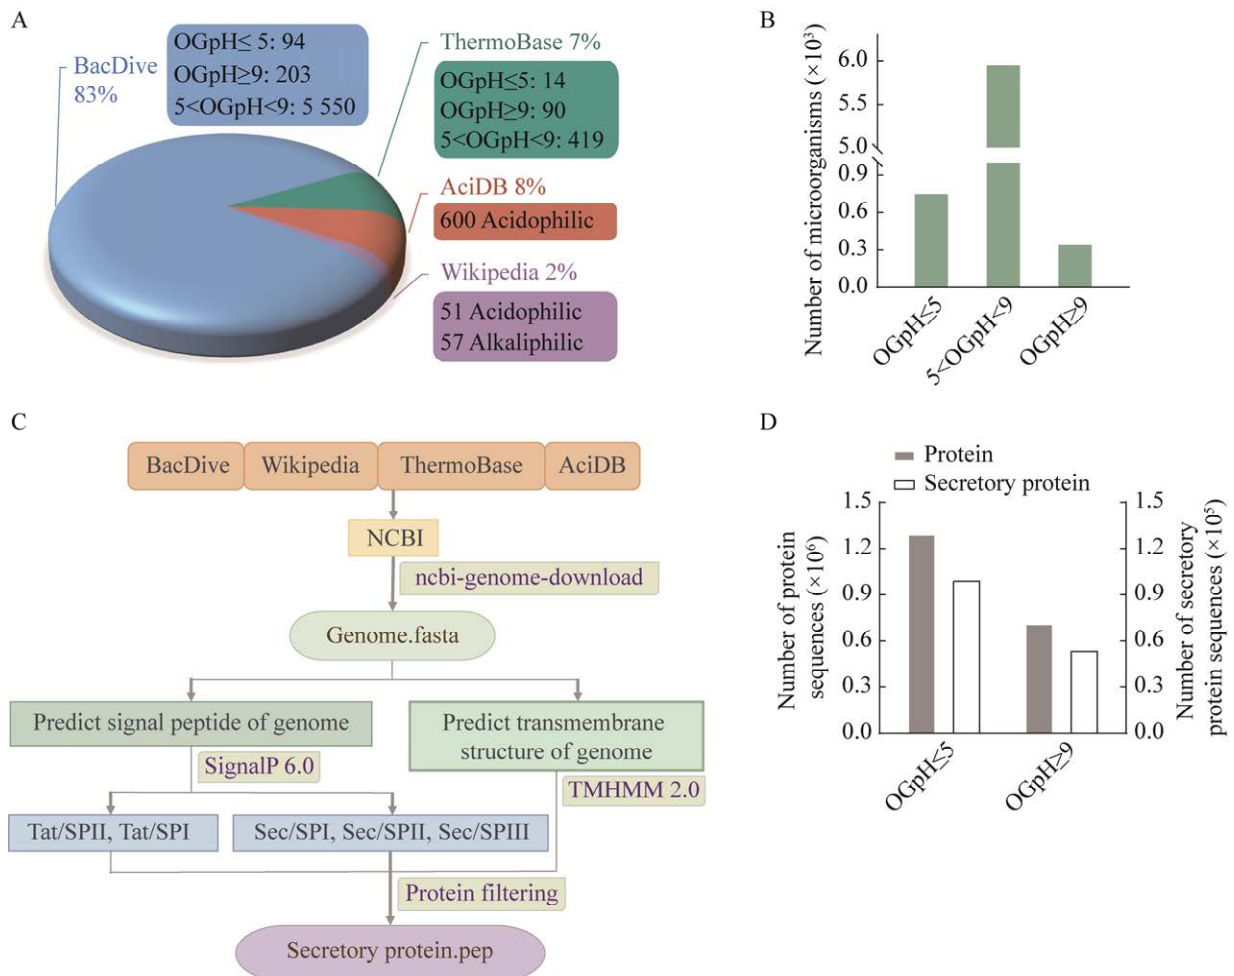 A
BacDive
83%
OGpH≤ 5: 94
OGpH≥9: 203
5<OGpH<9: 5 550
ThermoBase 7%
OGpH≤5: 14
OGpH≥9: 90
5<OGpH<9: 419
AciDB 8%
600 Acidophilic
Wikipedia 2%
51 Acidophilic
57 Alkaliphilic
B
Number of microorganisms (×10³)
6.0
5.5
5.0
0.9
0.6
0.3
0.0
OGpH≤5
5<OGpH<9
OGpH≥9
C
BacDive
Wikipedia
ThermoBase
AciDB
NCBI
ncbi-genome-download
Genome.fasta
Predict signal peptide of genome
Predict transmembrane
structure of genome
SignalP 6.0
TMHMM 2.0
Tat/SPII, Tat/SPI
Sec/SPI, Sec/SPII, Sec/SPIII
Protein filtering
Secretory protein.pep
D
Protein
Secretory protein
Number of protein
sequences (×10⁶)
1.5
1.2
0.9
0.6
0.3
0.0
1.5
1.2
0.9
0.6
0.3
0.0
Number of secretory
protein sequences (×10⁵)
OGpH≤5
OGpH≥9